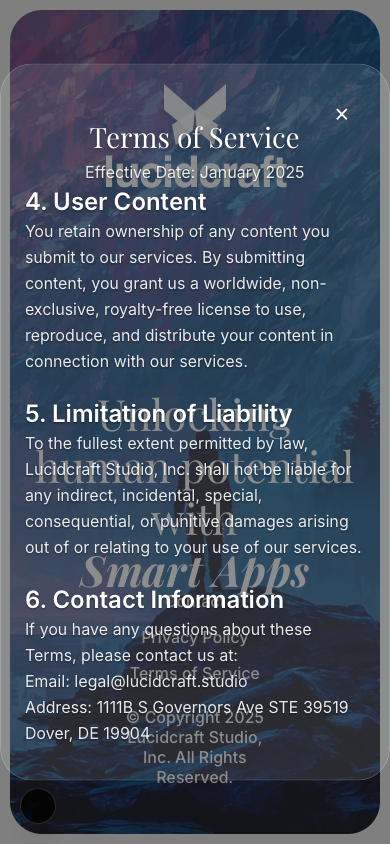 ×
Terms of Service
Effective Date: January 2025
lucidcraft
4. User Content
You retain ownership of any content you
submit to our services. By submitting
content, you grant us a worldwide, non-
exclusive, royalty-free license to use,
reproduce, and distribute your content in
connection with our services.
5. Limitation of Liability
To the fullest extent permitted by law,
Lucidcraft Studio, Inc. shall not be liable for
any indirect, incidental, special,
consequential, or punitive damages arising
out of or relating to your use of our services.
Unlocking
human potential
with
Smart Apps
6. Contact Information
If you have any questions about these
Terms, please contact us at:
Email: legal@lucidcraft.studio
Address: 1111B S Governors Ave STE 39519
Dover, DE 19904
Privacy Policy
Terms of Service
© Copyright 2025
Lucidcraft Studio,
Inc. All Rights
Reserved.